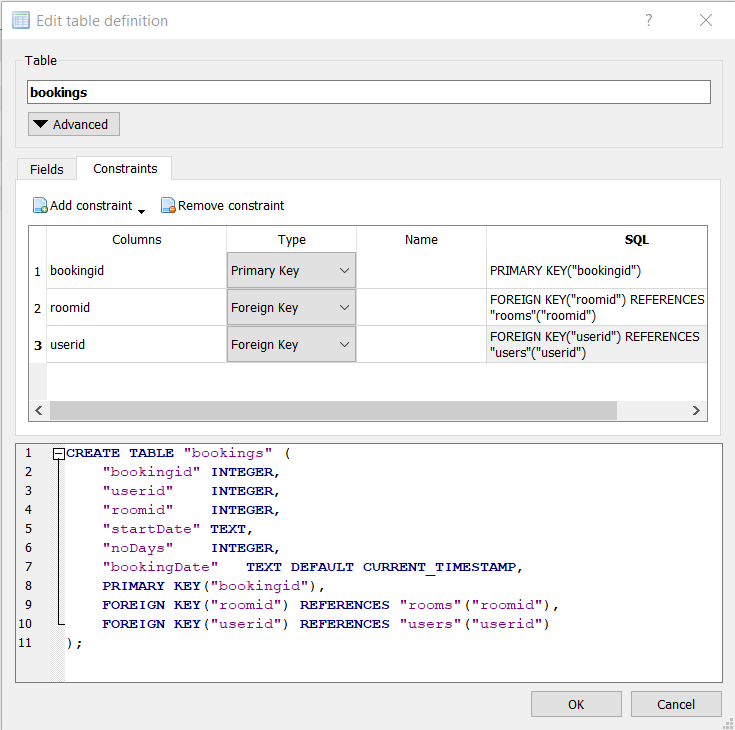 Edit table definition
?
Table
bookings
Advanced
Fields Constraints
Add constraint Remove constraint
Columns Type Name SQL
1 bookingid Primary Key PRIMARY KEY("bookingid")
2 roomid Foreign Key FOREIGN KEY("roomid") REFERENCES
"rooms"("roomid")
3 userid Foreign Key FOREIGN KEY("userid") REFERENCES
"users"("userid")
1 CREATE TABLE "bookings" (
2 "bookingid" INTEGER,
3 "userid" INTEGER,
4 "roomid" INTEGER,
5 "startDate" TEXT,
6 "noDays" INTEGER,
7 "bookingDate" TEXT DEFAULT CURRENT_TIMESTAMP,
8 PRIMARY KEY("bookingid"),
9 FOREIGN KEY("roomid") REFERENCES "rooms"("roomid"),
10 FOREIGN KEY("userid") REFERENCES "users"("userid")
11 );
OK Cancel